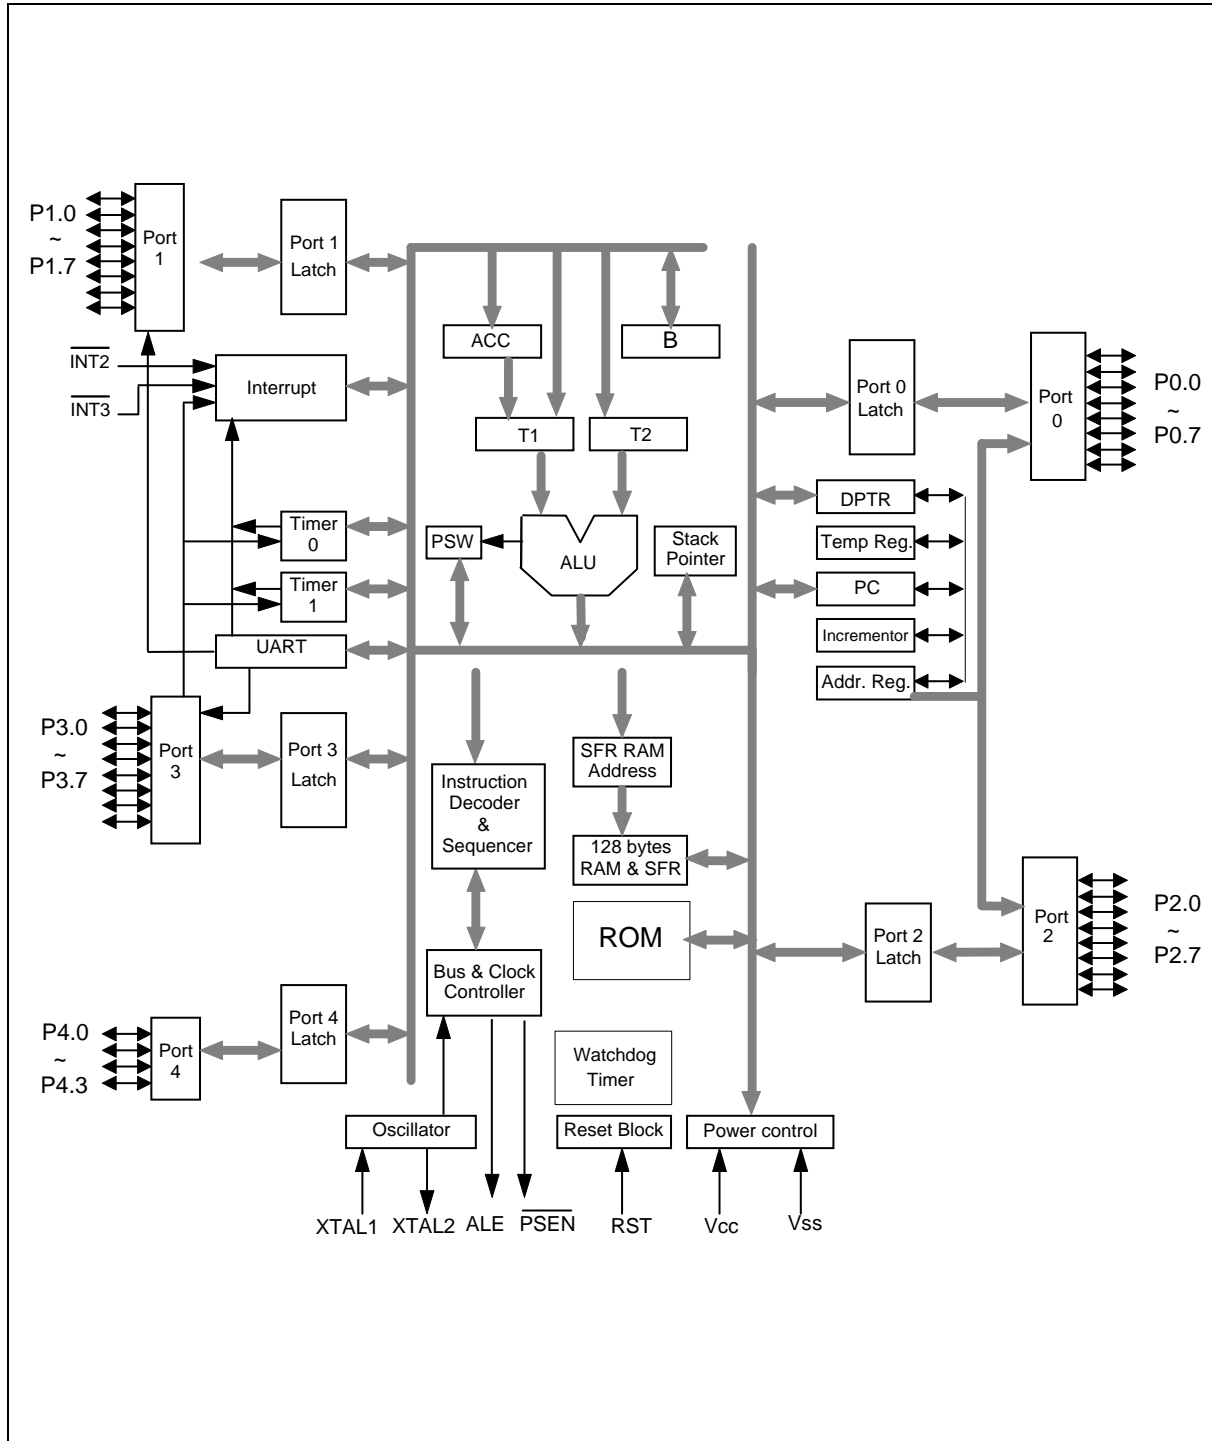 P1.0
~
P1.7
Port
1
Port 1
Latch
INT2
INT3
Interrupt
ACC
B
T1
T2
Timer
0
PSW
ALU
Stack
Pointer
Timer
1
UART
Port 0
Latch
Port
0
P0.0
~
P0.7
DPTR
Temp Reg.
PC
Incrementor
Addr. Reg.
P3.0
~
P3.7
Port
3
Port 3
Latch
Instruction
Decoder
&
Sequencer
SFR RAM
Address
128 bytes
RAM & SFR
ROM
Port 2
Latch
Port
2
P2.0
~
P2.7
Bus & Clock
Controller
P4.0
~
P4.3
Port
4
Port 4
Latch
Watchdog
Timer
Oscillator
Reset Block
Power control
XTAL1
XTAL2
ALE
PSEN
RST
Vcc
Vss